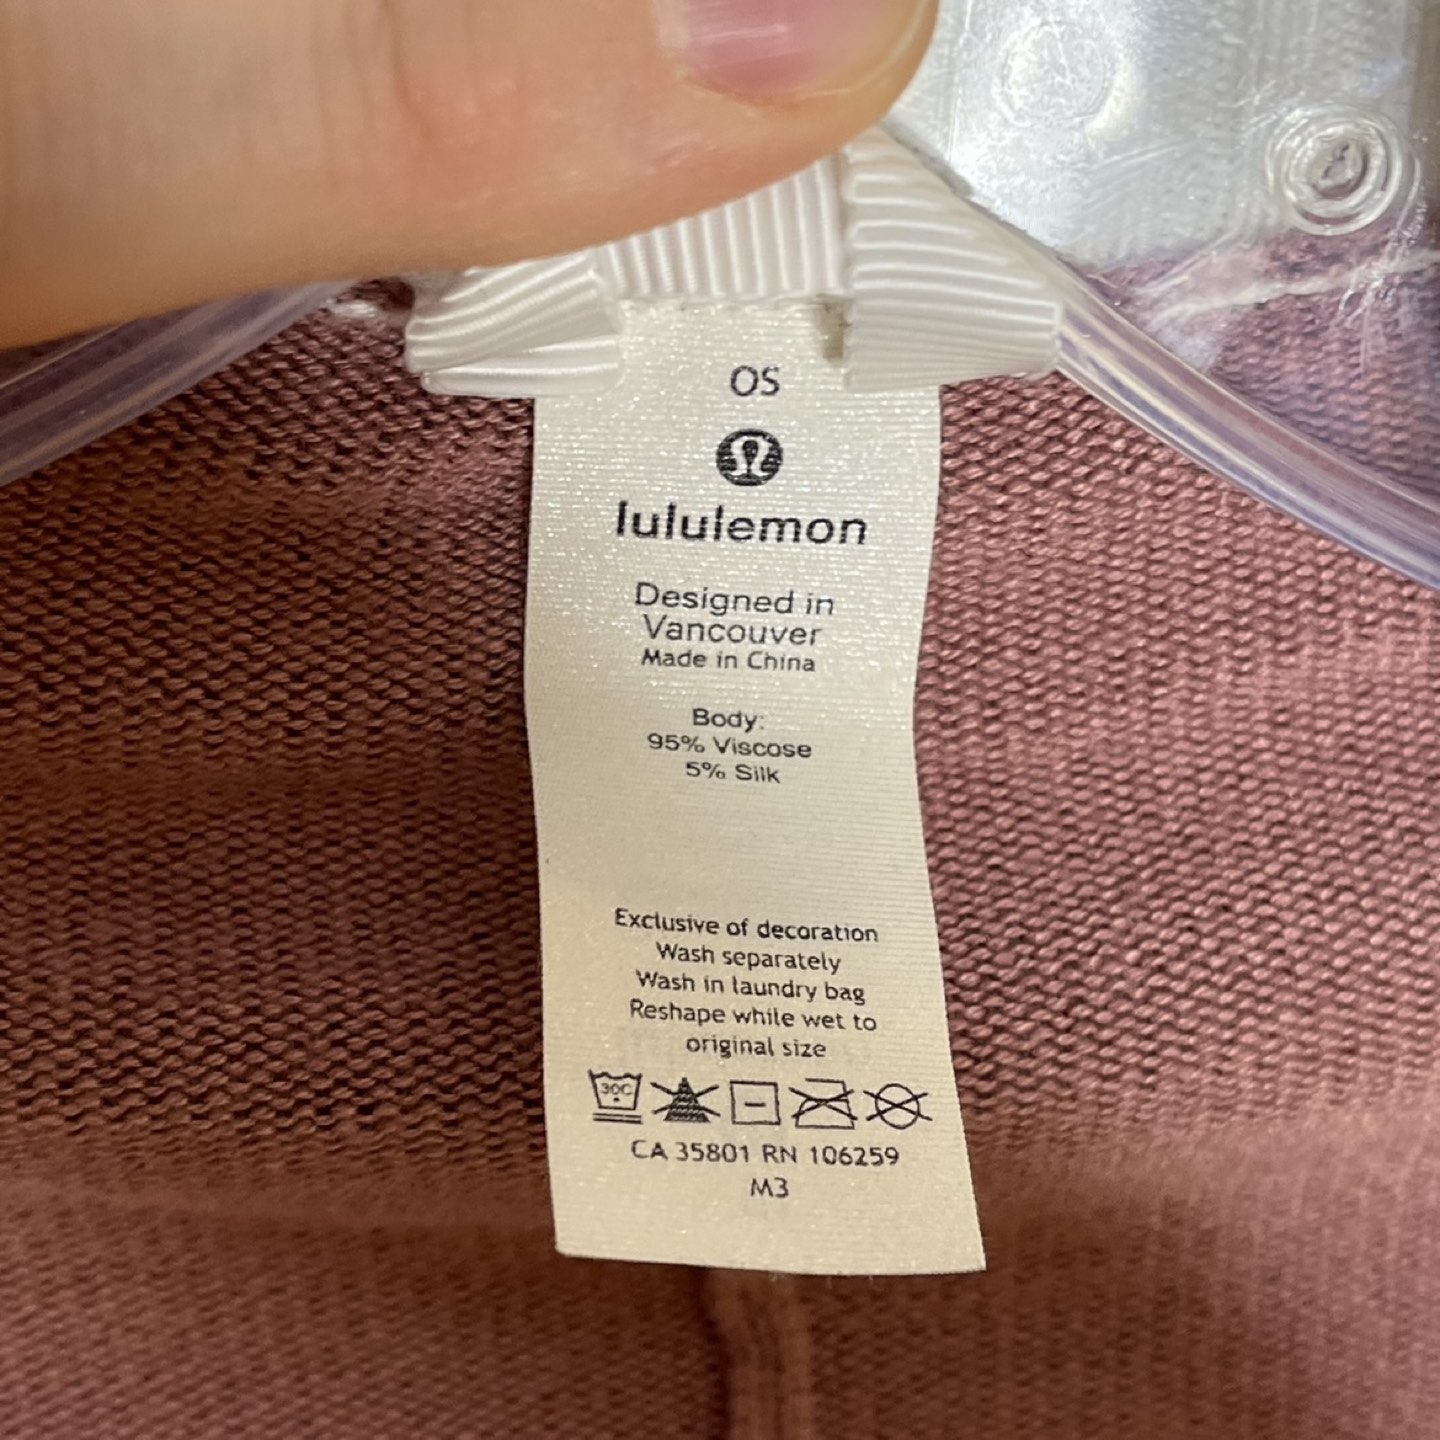 OS
lululemon
Designed in
Vancouver
Made in China
Body:
95% Viscose
5% Silk
Exclusive of decoration
Wash separately
Wash in laundry bag
Reshape while wet to
original size
30C
CA 35801 RN 106259
M3